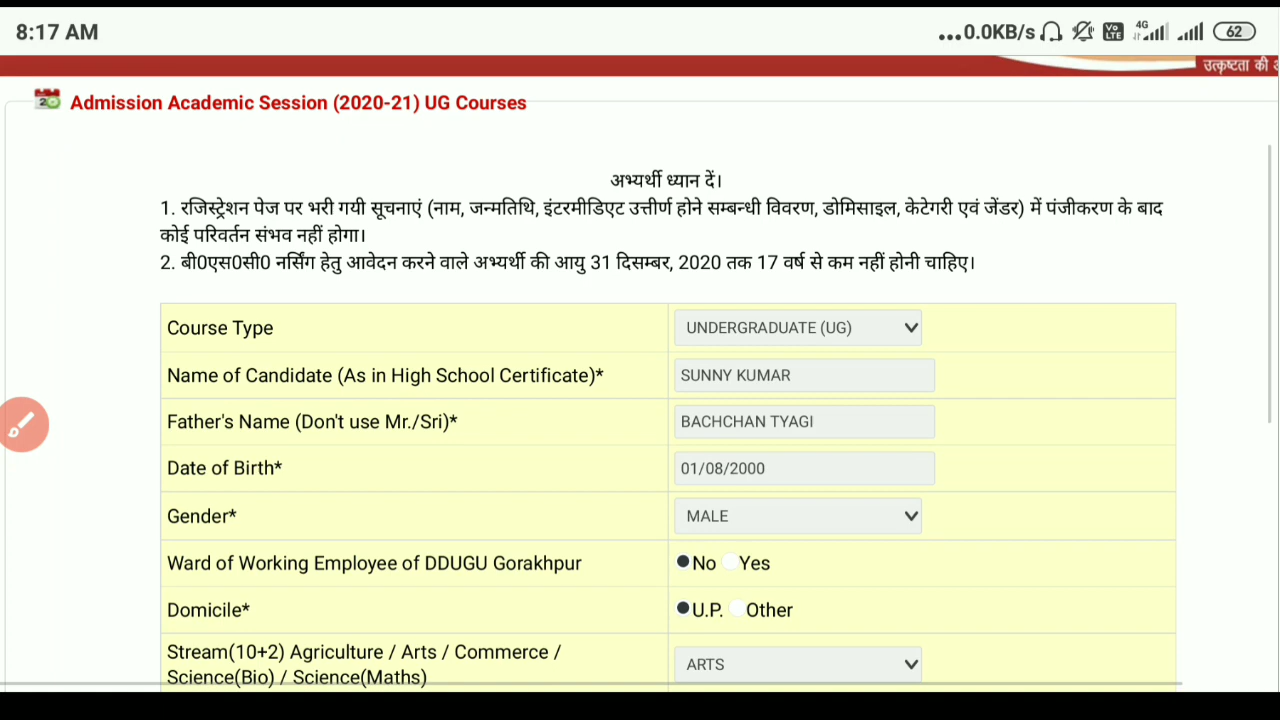 8:17 AM
...0.0KB/s
Vo
LTE
4G
62
उत्कृष्टता की
20
Admission Academic Session (2020-21) UG Courses
अभ्यर्थी ध्यान दें।
1. रजिस्ट्रेशन पेज पर भरी गयी सूचनाएं (नाम, जन्मतिथि, इंटरमीडिएट उत्तीर्ण होने सम्बन्धी विवरण, डोमिसाइल, केटेगरी एवं जेंडर) में पंजीकरण के बाद
कोई परिवर्तन संभव नहीं होगा।
2. बी0एस0सी0 नर्सिंग हेतु आवेदन करने वाले अभ्यर्थी की आयु 31 दिसम्बर, 2020 तक 17 वर्ष से कम नहीं होनी चाहिए।
Course Type UNDERGRADUATE (UG)
Name of Candidate (As in High School Certificate)* SUNNY KUMAR
Father's Name (Don't use Mr./Sri)* BACHCHAN TYAGI
Date of Birth* 01/08/2000
Gender* MALE
Ward of Working Employee of DDUGU Gorakhpur No Yes
Domicile* U.P. Other
Stream(10+2) Agriculture / Arts / Commerce /
Science(Bio) / Science(Maths) ARTS